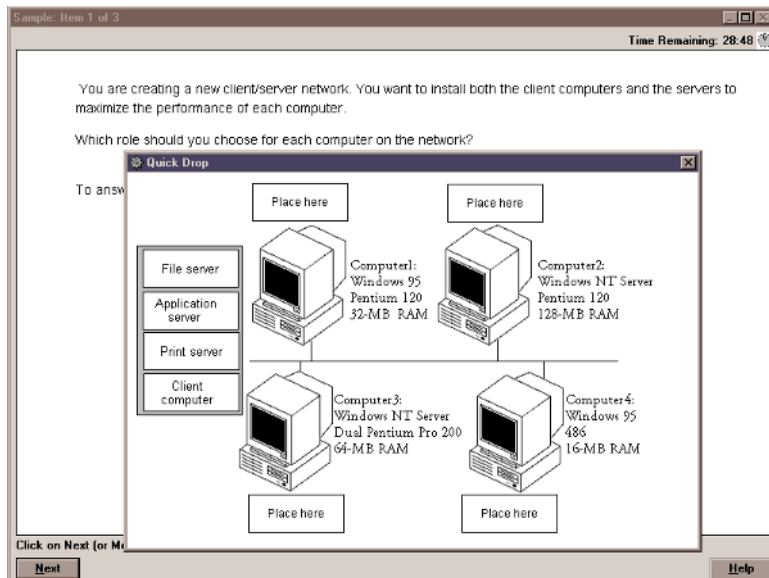 Sample: Item 1 of 3
Time Remaining: 28:48
You are creating a new client/server network. You want to install both the client computers and the servers to
maximize the performance of each computer.
Which role should you choose for each computer on the network?
To answ
Quick Drop
Place here
Place here
File server
Application
server
Print server
Client
computer
Computer1:
Windows 95
Pentium 120
32-MB RAM
Computer2:
Windows NT Server
Pentium 120
128-MB RAM
Computer3:
Windows NT Server
Dual Pentium Pro 200
64-MB RAM
Computer4:
Windows 95
486
16-MB RAM
Place here
Place here
Click on Next (or Mo
Next
Help